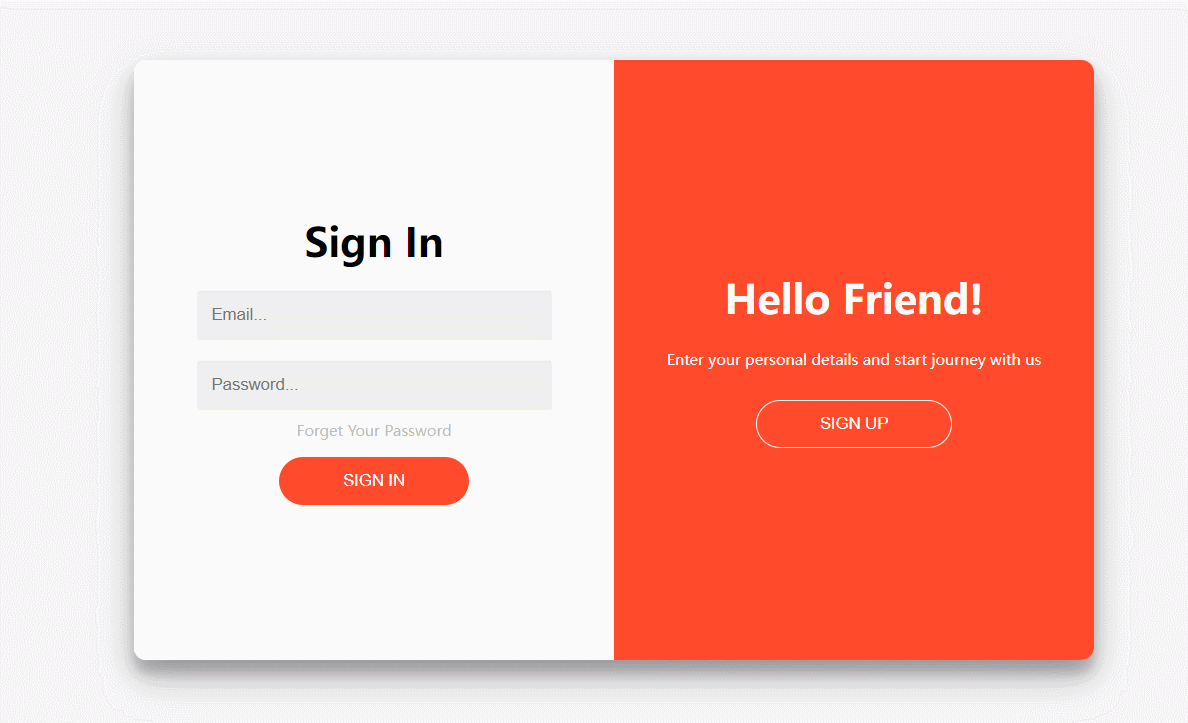 Sign In
Email...
Password...
Forget Your Password
SIGN IN
Hello Friend!
Enter your personal details and start journey with us
SIGN UP